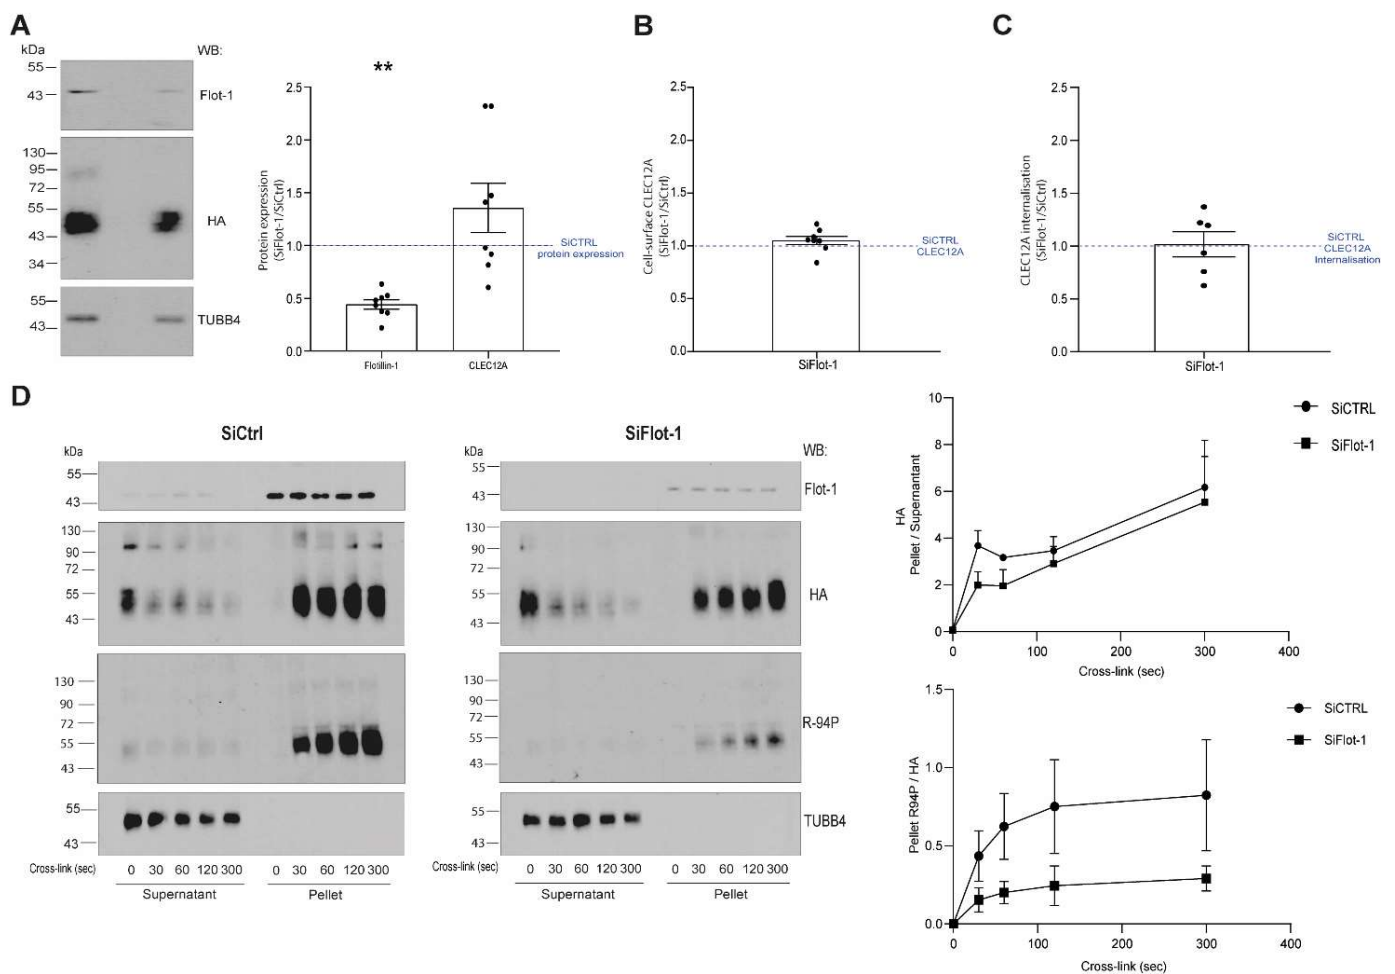 A
kDa
WB:
55
43
Flot-1
130
95
72
55
43
34
HA
55
43
TUBB4
**
Protein expression
(SiFlot-1/SiCtrl)
2.5
2.0
1.5
1.0
0.5
0.0
SiCTRL
protein expression
Flotillin-1
CLEC12A
B
Cell-surface CLEC12A
(SiFlot-1/SiCtrl)
2.5
2.0
1.5
1.0
0.5
0.0
SiCTRL
CLEC12A
SiFlot-1
C
CLEC12A internalisation
(SiFlot-1/SiCtrl)
2.5
2.0
1.5
1.0
0.5
0.0
SiCTRL
CLEC12A
Internalisation
SiFlot-1
D
SiCtrl
kDa
55
43
130
90
72
55
43
130
90
72
55
43
55
43
Cross-link (sec) 0 30 60 120 300 0 30 60 120 300
Supernatant Pellet
SiFlot-1
kDa
WB:
55
43
Flot-1
130
90
72
55
43
HA
130
90
72
55
43
R-94P
55
43
TUBB4
Cross-link (sec) 0 30 60 120 300 0 30 60 120 300
Supernatant Pellet
HA
Pellet / Supernantant
10
8
6
4
2
0
0 100 200 300 400
Cross-link (sec)
SiCTRL
SiFlot-1
Pellet R94P / HA
1.5
1.0
0.5
0.0
0 100 200 300 400
Cross-link (sec)
SiCTRL
SiFlot-1